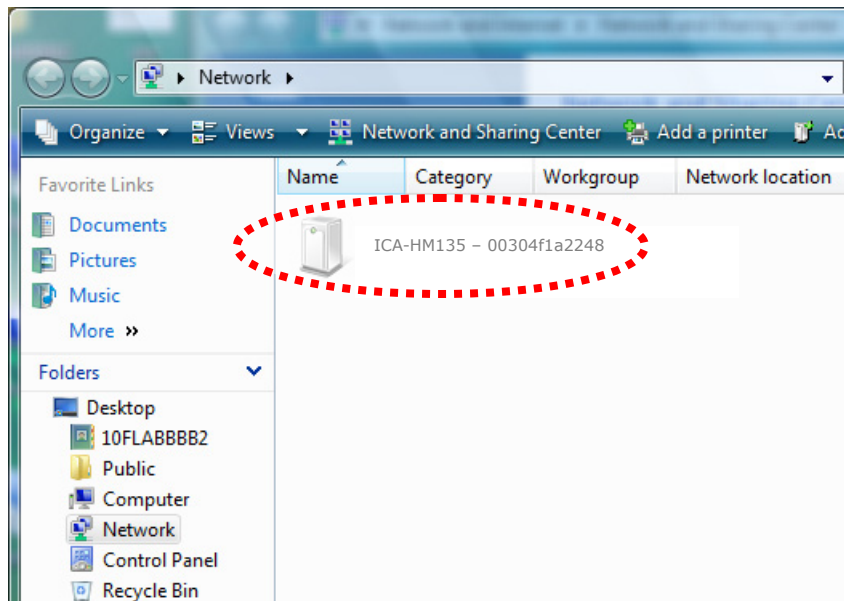 Network
Organize Views Network and Sharing Center Add a printer
Name Category Workgroup Network location
Favorite Links
Documents
ICA-HM135 – 00304f1a2248
Pictures
Music
More »
Folders
Desktop
10FLABBBB2
Public
Computer
Network
Control Panel
Recycle Bin